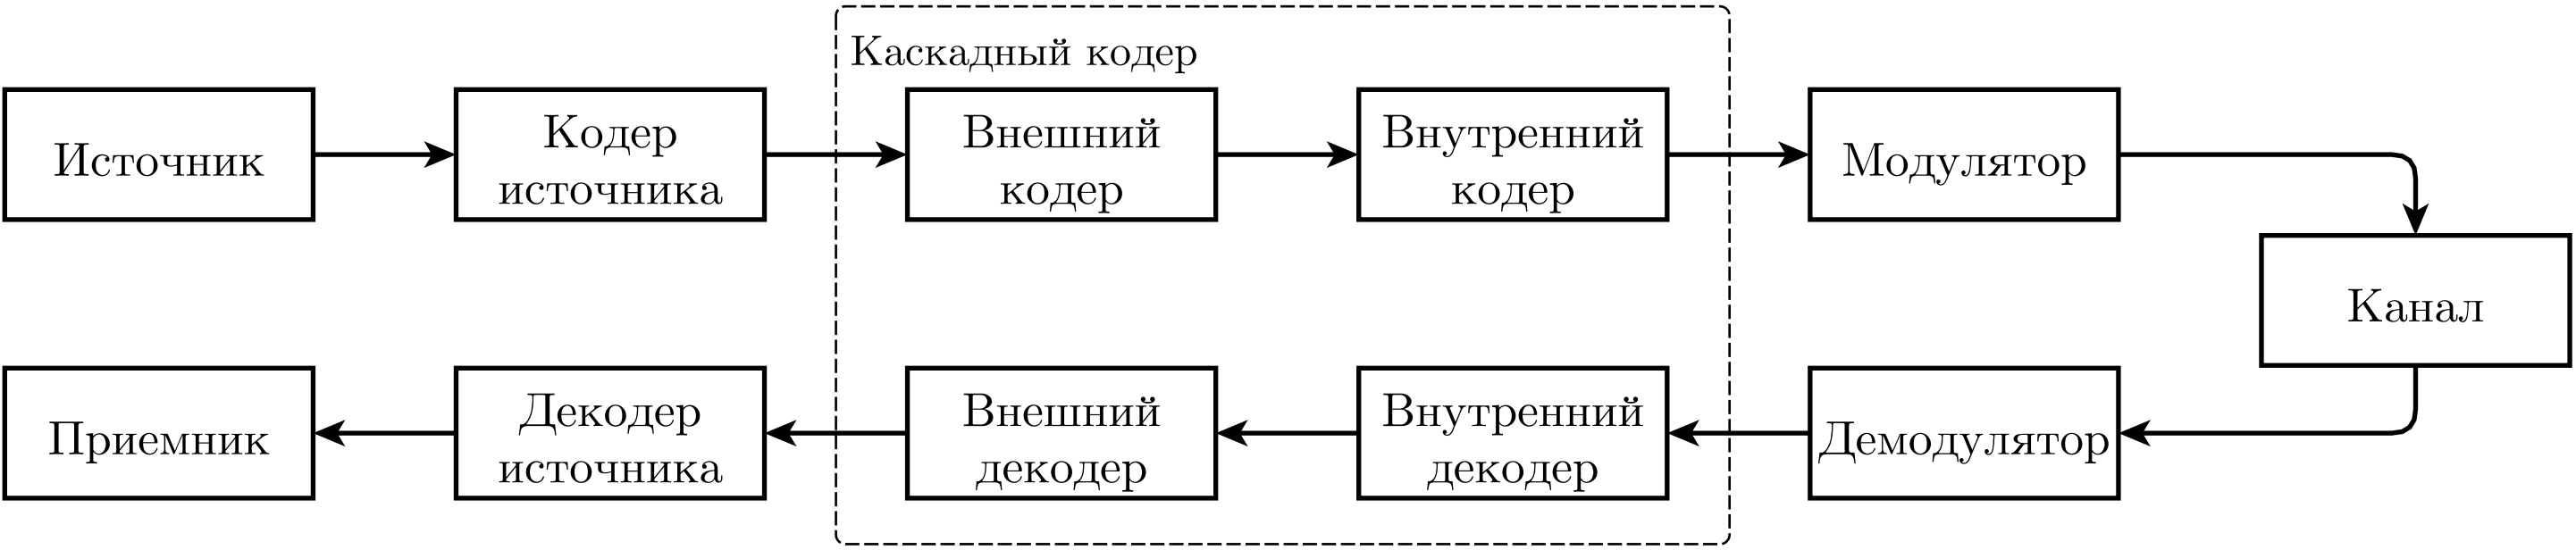 Каскадный кодер
Источник
Кодер
источника
Внешний
кодер
Внутренний
кодер
Модулятор
Канал
Приемник
Декодер
источника
Внешний
декодер
Внутренний
декодер
Демодулятор